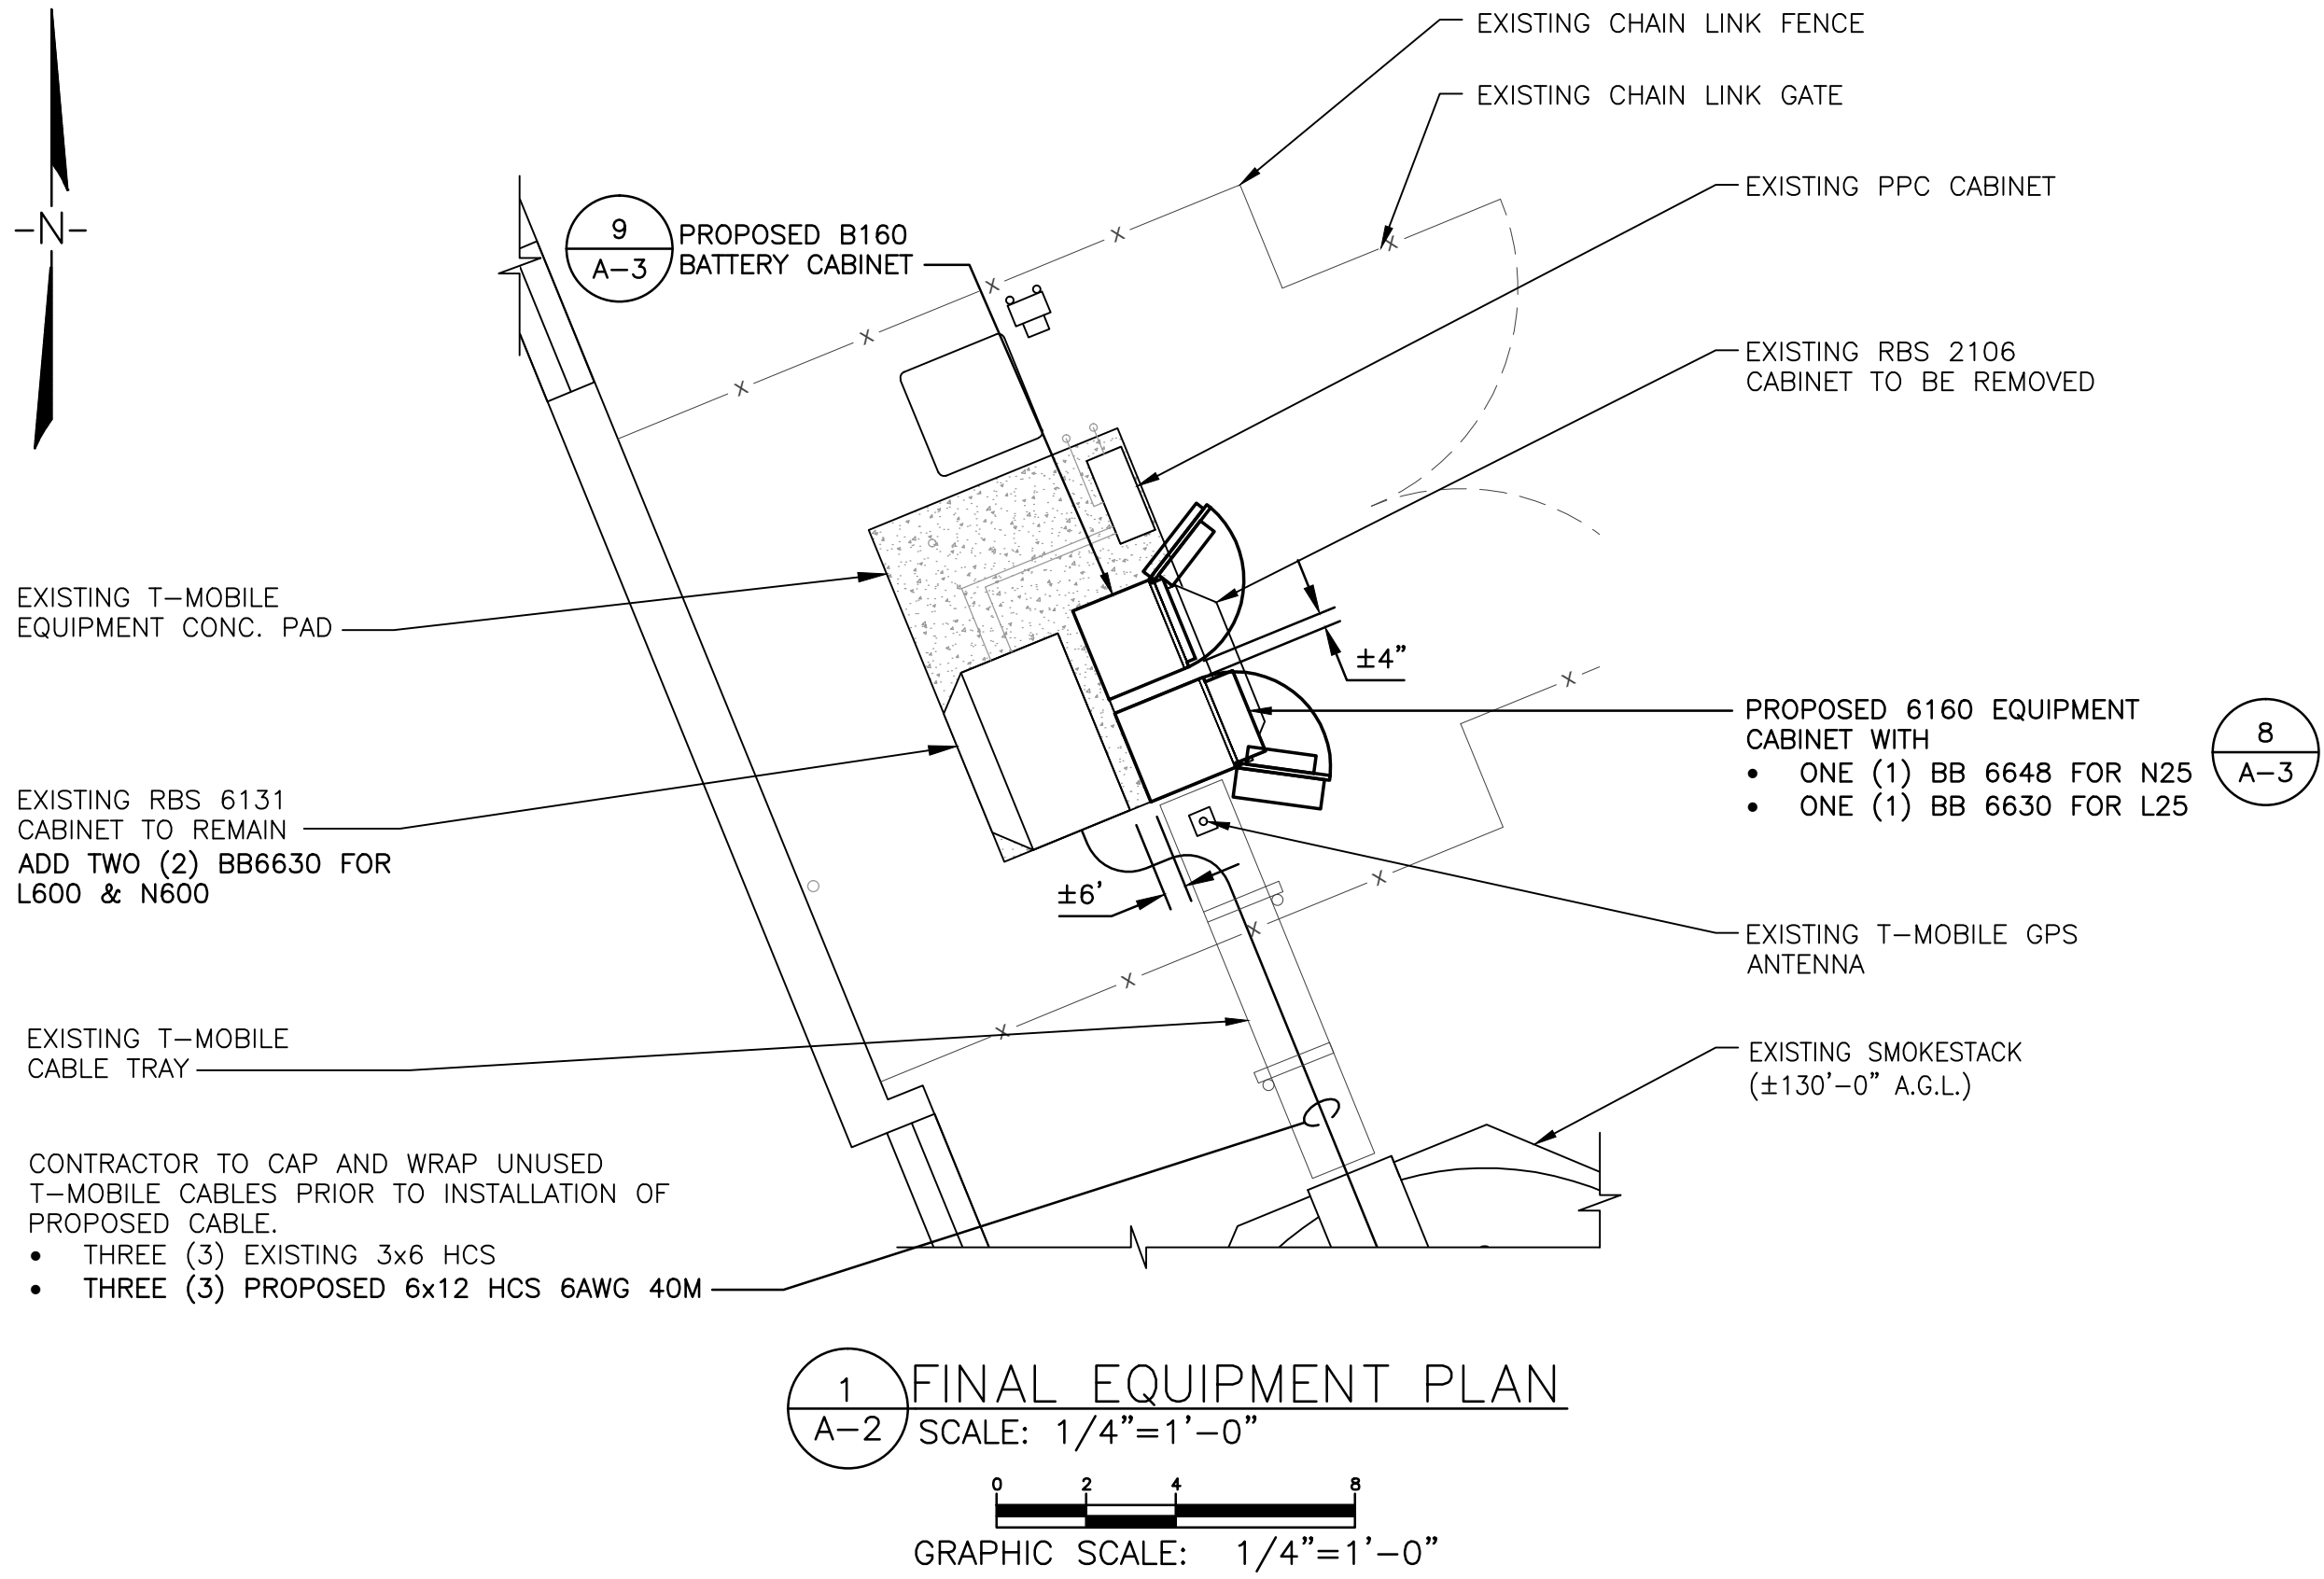 EXISTING CHAIN LINK FENCE
EXISTING CHAIN LINK GATE
EXISTING PPC CABINET
-N-
9
A-3
PROPOSED B160
BATTERY CABINET
EXISTING RBS 2106
CABINET TO BE REMOVED
EXISTING T-MOBILE
EQUIPMENT CONC. PAD
±4"
PROPOSED 6160 EQUIPMENT
CABINET WITH
• ONE (1) BB 6648 FOR N25
• ONE (1) BB 6630 FOR L25
8
A-3
EXISTING RBS 6131
CABINET TO REMAIN
ADD TWO (2) BB6630 FOR
L600 & N600
±6'
EXISTING T-MOBILE GPS
ANTENNA
EXISTING T-MOBILE
CABLE TRAY
EXISTING SMOKESTACK
(±130'-0" A.G.L.)
CONTRACTOR TO CAP AND WRAP UNUSED
T-MOBILE CABLES PRIOR TO INSTALLATION OF
PROPOSED CABLE.
• THREE (3) EXISTING 3x6 HCS
• THREE (3) PROPOSED 6x12 HCS 6AWG 40M
X X X X X
X X X X X
1
A-2
FINAL EQUIPMENT PLAN
SCALE: 1/4"=1'-0"
0 2 4 8
GRAPHIC SCALE: 1/4"=1'-0"